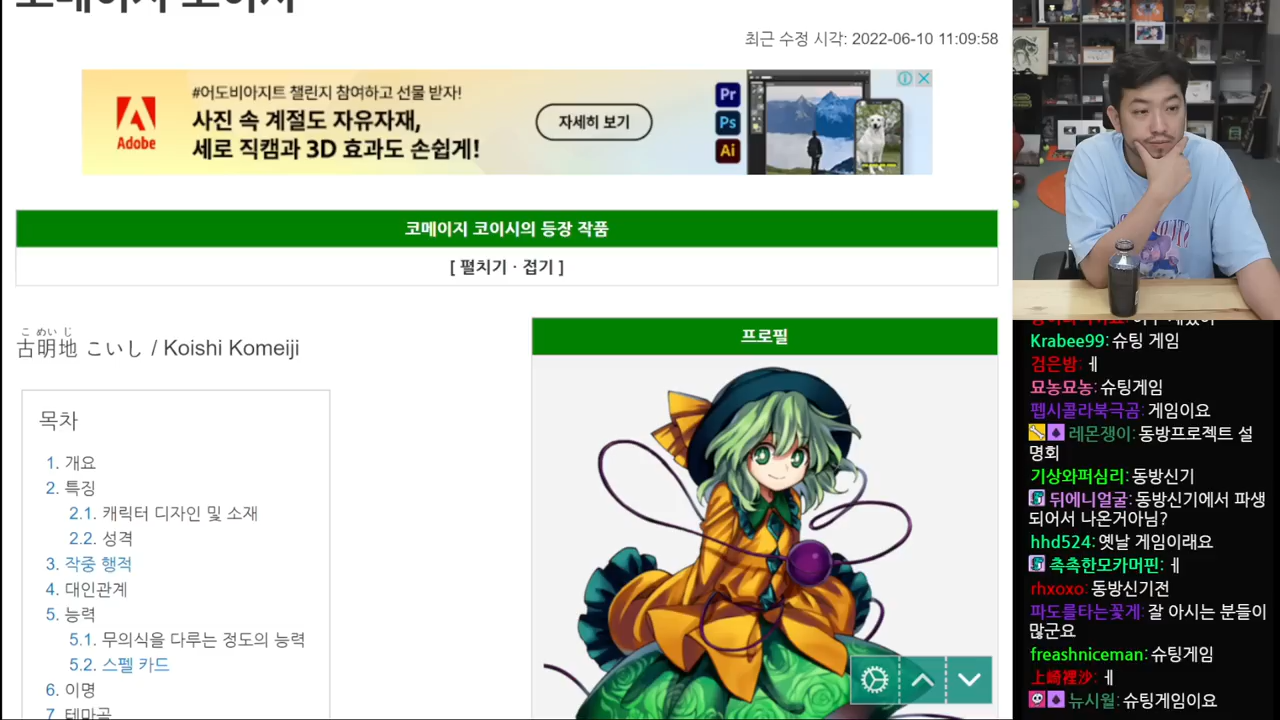 코메이지 코이시
최근 수정 시각: 2022-06-10 11:09:58
#어도비아지트 챌린지 참여하고 선물 받자!
사진 속 계절도 자유자재,
세로 직캠과 3D 효과도 손쉽게!
Adobe
자세히 보기
Pr
Ps
Ai
코메이지 코이시의 등장 작품
[ 펼치기 · 접기 ]
こ めい じ
古明地 こいし / Koishi Komeiji
프로필
목차
1. 개요
2. 특징
2.1. 캐릭터 디자인 및 소재
2.2. 성격
3. 작중 행적
4. 대인관계
5. 능력
5.1. 무의식을 다루는 정도의 능력
5.2. 스펠 카드
6. 이명
7. 테마곡
Krabee99: 슈팅 게임
검은밤: ㅔ
묘농묘농: 슈팅게임
펩시콜라북극곰: 게임이요
레몬쟁이: 동방프로젝트 설
명회
기상와퍼심리: 동방신기
뒤에니얼굴: 동방신기에서 파생
되어서 나온거아님?
hhd524: 옛날 게임이래요
촉촉한모카머핀: ㅔ
rhxoxo: 동방신기전
파도를타는꽃게: 잘 아시는 분들이
많군요
freashniceman: 슈팅게임
上崎裡沙: ㅔ
뉴시월: 슈팅게임이요